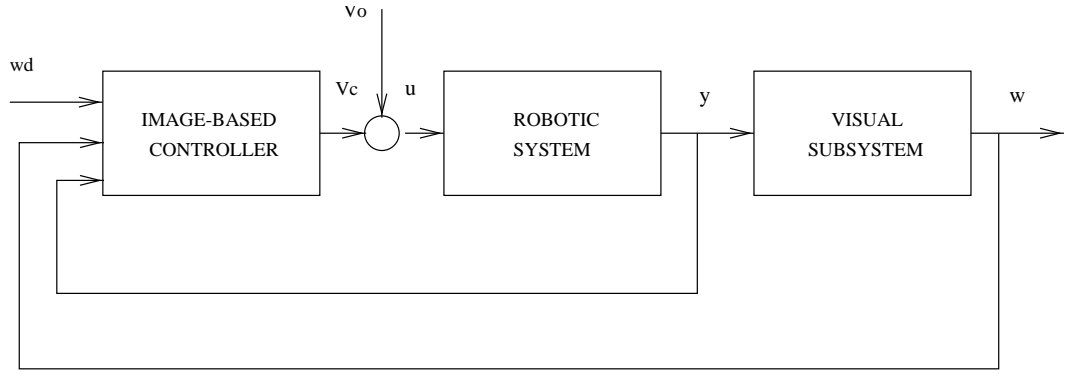 Vo
wd
Vc
u
y
w
IMAGE-BASED
CONTROLLER
ROBOTIC
SYSTEM
VISUAL
SUBSYSTEM